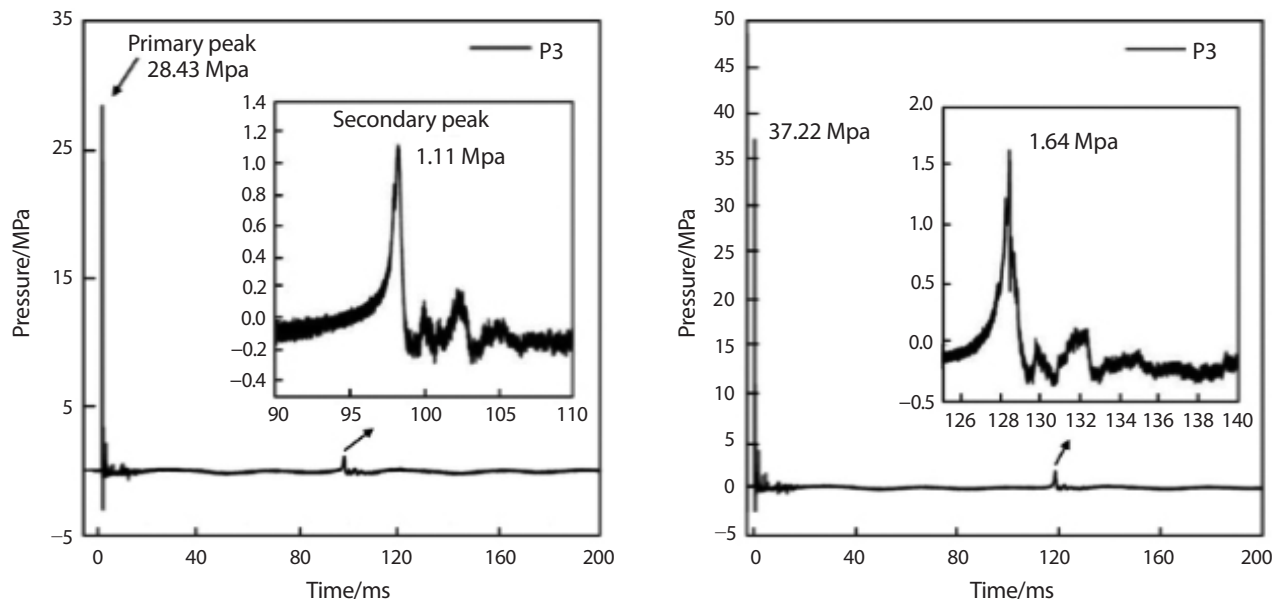 35
25
15
5
−5
Pressure/MPa
Primary peak
28.43 Mpa
P3
1.4
1.2
1.0
0.8
0.6
0.4
0.2
0.0
−0.2
−0.4
Secondary peak
1.11 Mpa
90 95 100 105 110
0 40 80 120 160 200
Time/ms
50
45
40
35
30
25
20
15
10
5
0
−5
Pressure/MPa
37.22 Mpa
P3
2.0
1.5
1.0
0.5
0.0
−0.5
1.64 Mpa
126 128 130 132 134 136 138 140
0 40 80 120 160 200
Time/ms